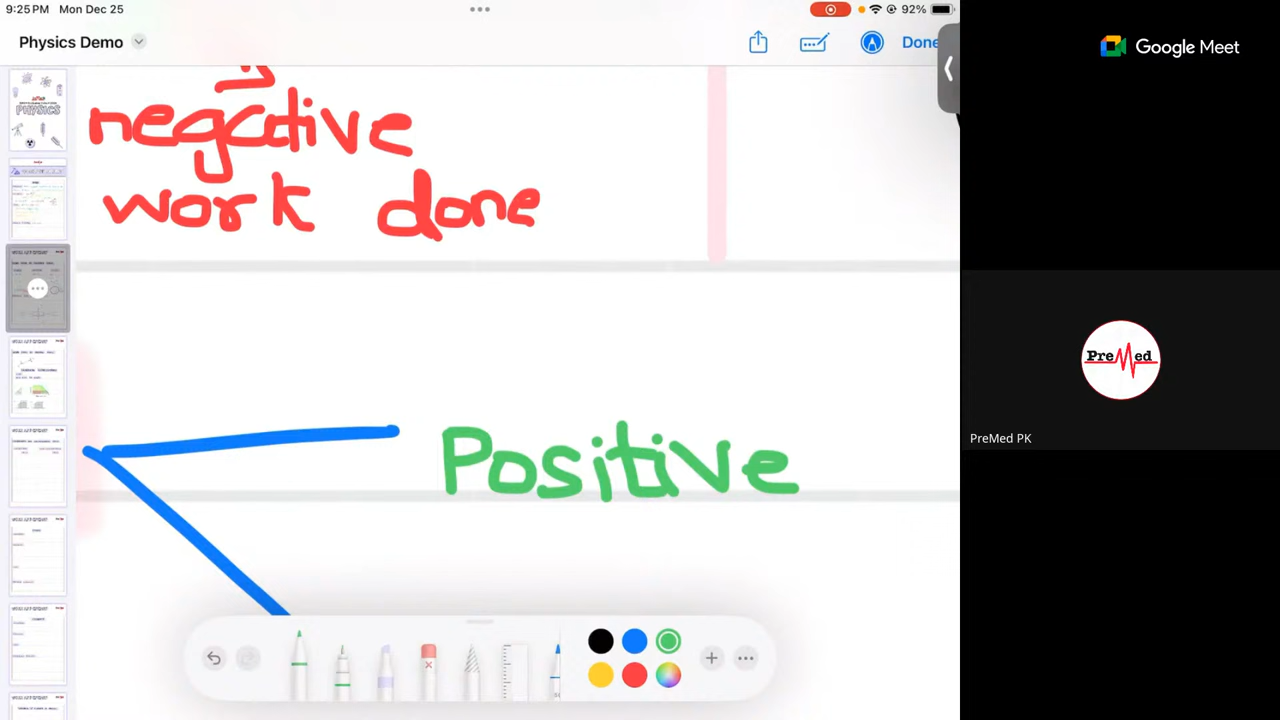 9:25 PM Mon Dec 25
92%
Physics Demo
Done
Google Meet
negative
work done
Positive
PHYSICS
PreMed
PreMed PK